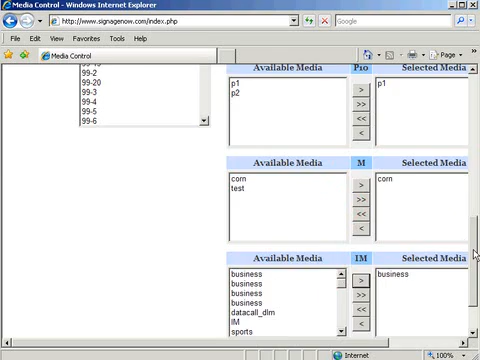 Media Control - Windows Internet Explorer
http://www.signagenow.com/index.php
Google
File Edit View Favorites Tools Help
Media Control
Page
99-2
99-20
99-3
99-4
99-5
99-6
Available Media P10 Selected Media
p1
p2
>
>>
<<
<
p1
Available Media M Selected Media
corn
test
>
>>
<<
<
corn
Available Media IM Selected Media
business
business
business
business
datacall_dlm
IM
sports
>
>>
<<
<
business
Internet
100%